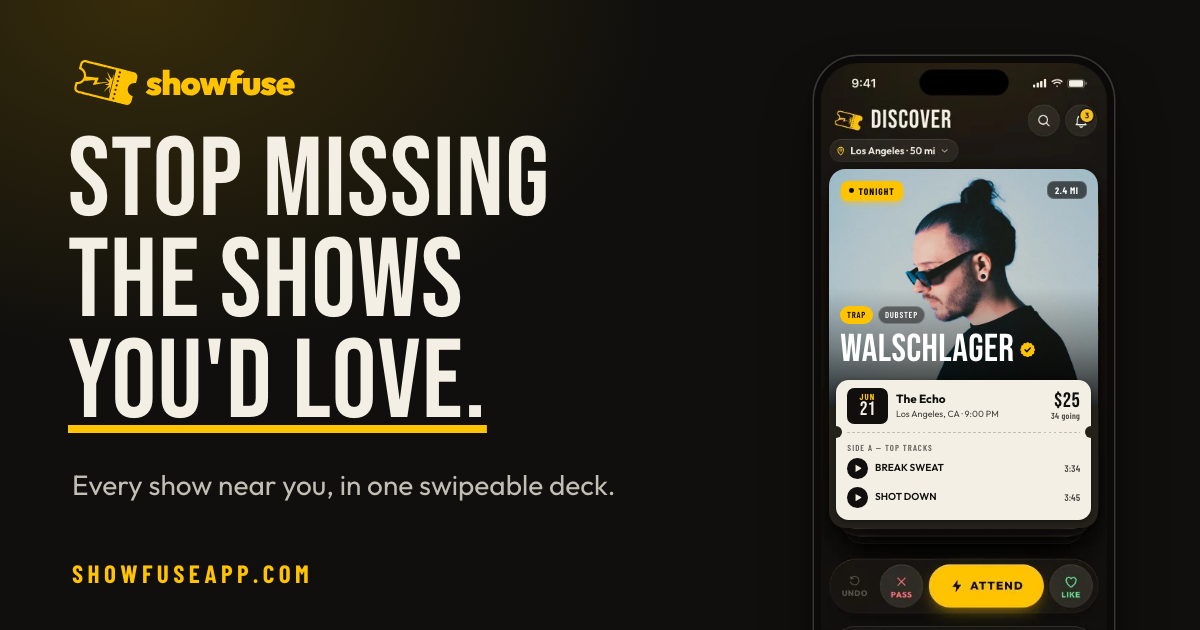 showfuse
STOP MISSING
THE SHOWS
YOU'D LOVE.
Every show near you, in one swipeable deck.
SHOWFUSEAPP.COM
9:41
DISCOVER
3
Los Angeles · 50 mi
TONIGHT
2.4 MI
TRAP
DUBSTEP
WALSCHLAGER
JUN
21
The Echo
Los Angeles, CA · 9:00 PM
$25
34 going
SIDE A — TOP TRACKS
BREAK SWEAT
3:34
SHOT DOWN
3:45
UNDO
PASS
ATTEND
LIKE